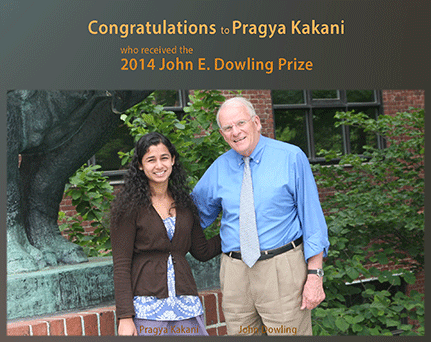 Congratulations to Pragya Kakani
who received the
2014 John E. Dowling Prize
Pragya Kakani
John Dowling